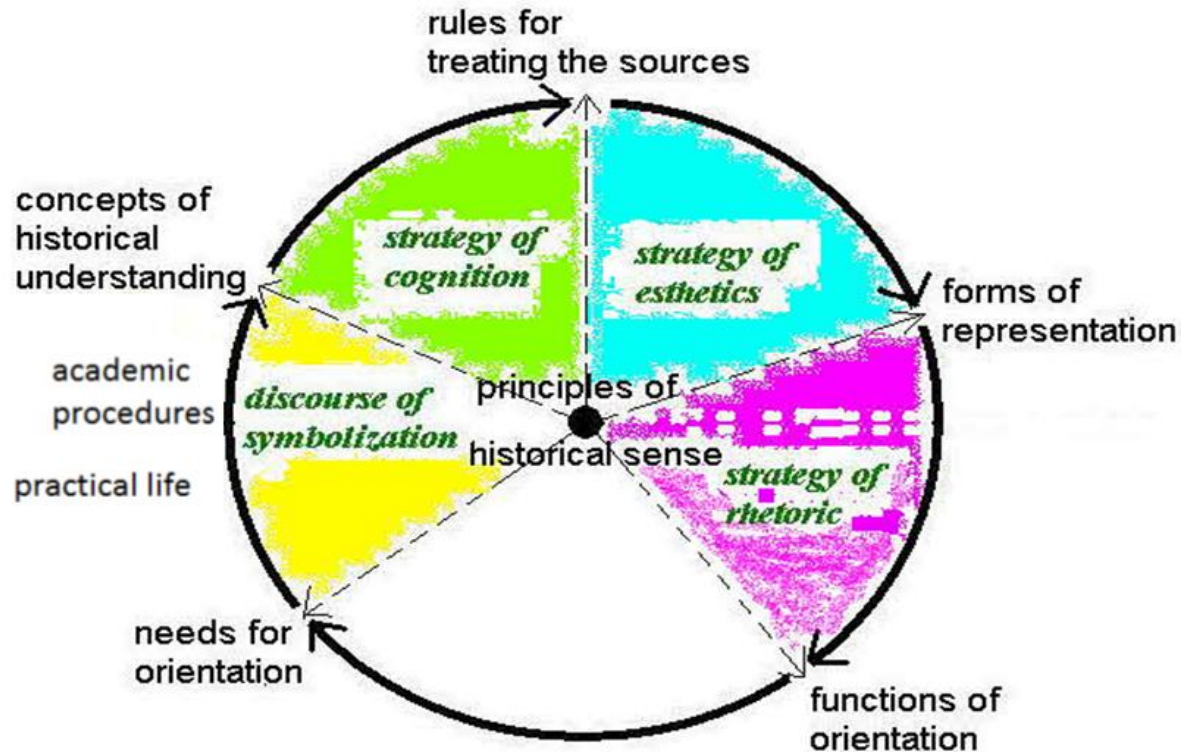 rules for
treating the sources
concepts of
historical
understanding
strategy of
cognition
strategy of
esthetics
forms of
representation
academic
procedures
discourse of
symbolization
principles of
historical sense
practical life
strategy of
rhetoric
needs for
orientation
functions of
orientation